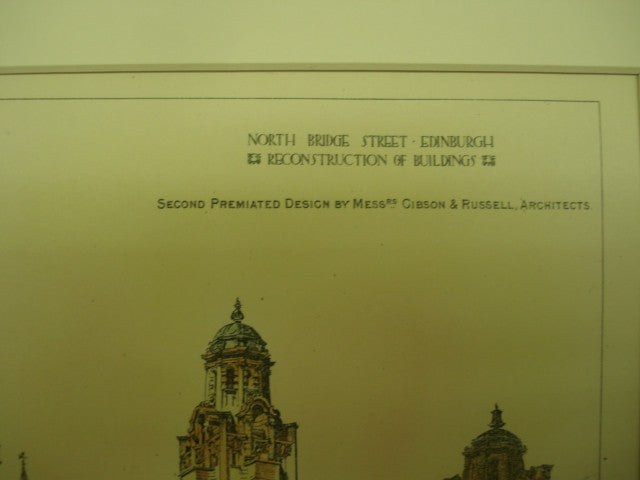 NORTH BRIDGE STREET · EDINBURGH
RECONSTRUCTION OF BUILDINGS
SECOND PREMIATED DESIGN BY MESSRS GIBSON & RUSSELL, ARCHITECTS.